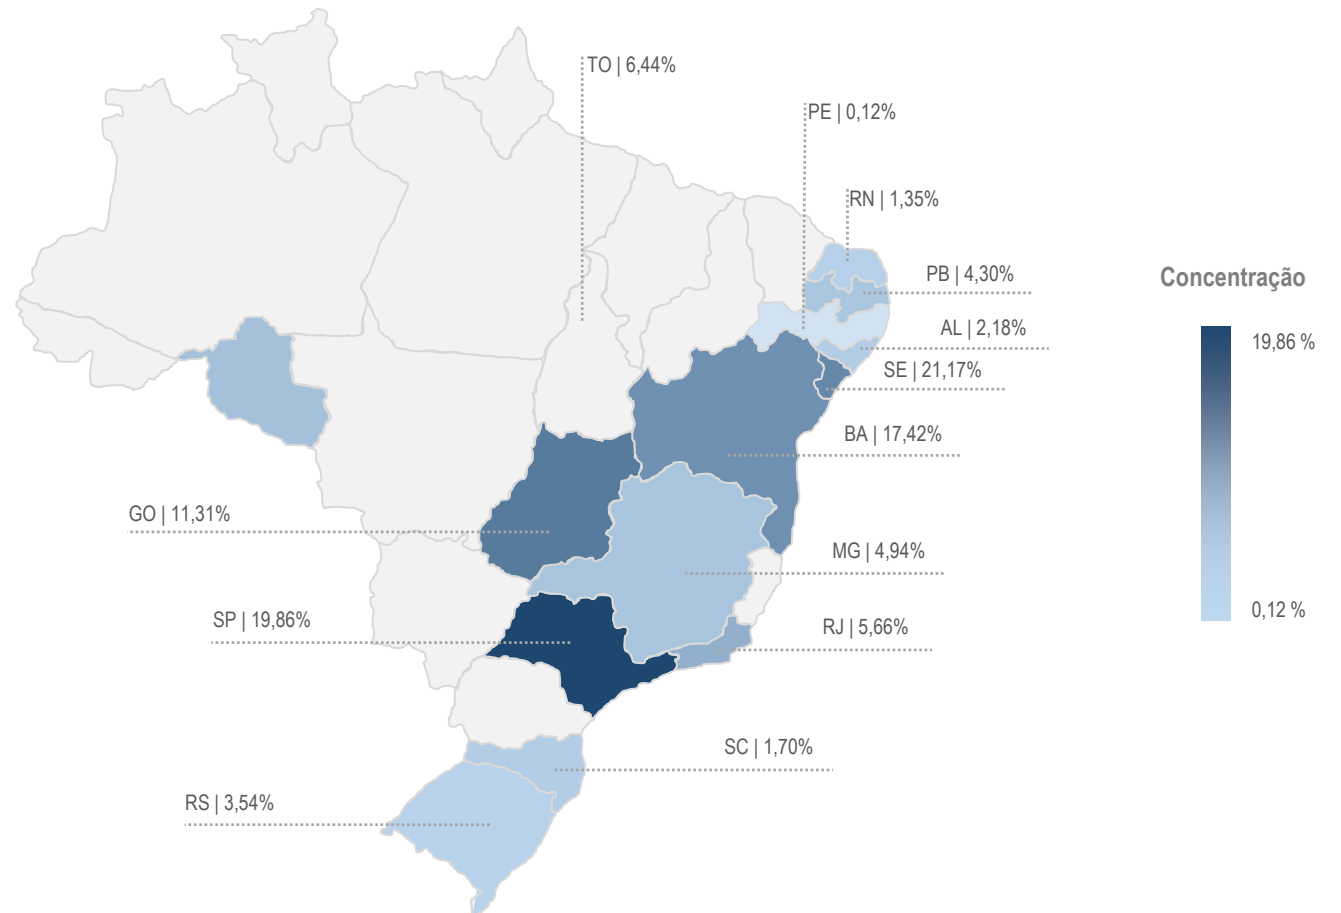 TO | 6,44%
PE | 0,12%
RN | 1,35%
PB | 4,30%
Concentração
AL | 2,18%
19,86 %
SE | 21,17%
BA | 17,42%
GO | 11,31%
MG | 4,94%
0,12 %
SP | 19,86%
RJ | 5,66%
SC | 1,70%
RS | 3,54%